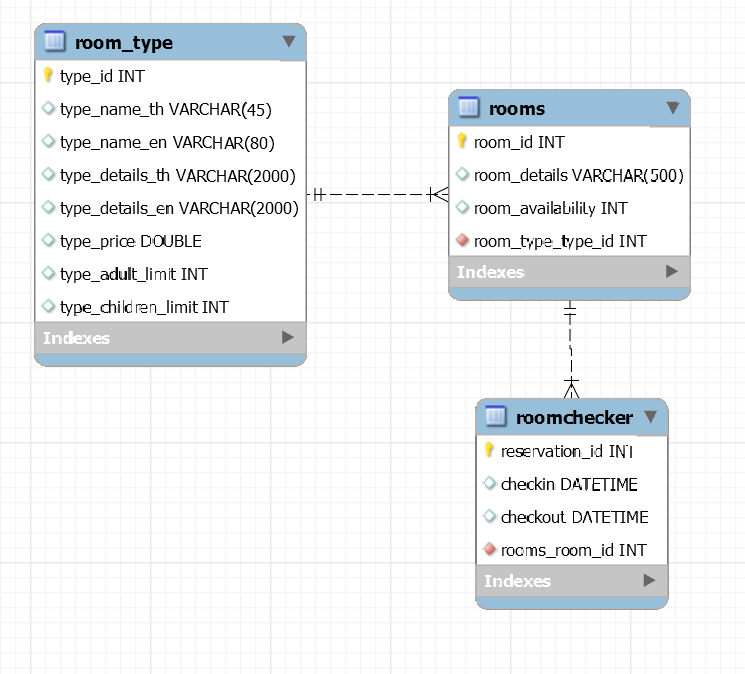 room_type
type_id INT
type_name_th VARCHAR(45)
type_name_en VARCHAR(80)
type_details_th VARCHAR(2000)
type_details_en VARCHAR(2000)
type_price DOUBLE
type_adult_limit INT
type_children_limit INT
Indexes
rooms
room_id INT
room_details VARCHAR(500)
room_availability INT
room_type_type_id INT
Indexes
roomchecker
reservation_id INT
checkin DATETIME
checkout DATETIME
rooms_room_id INT
Indexes